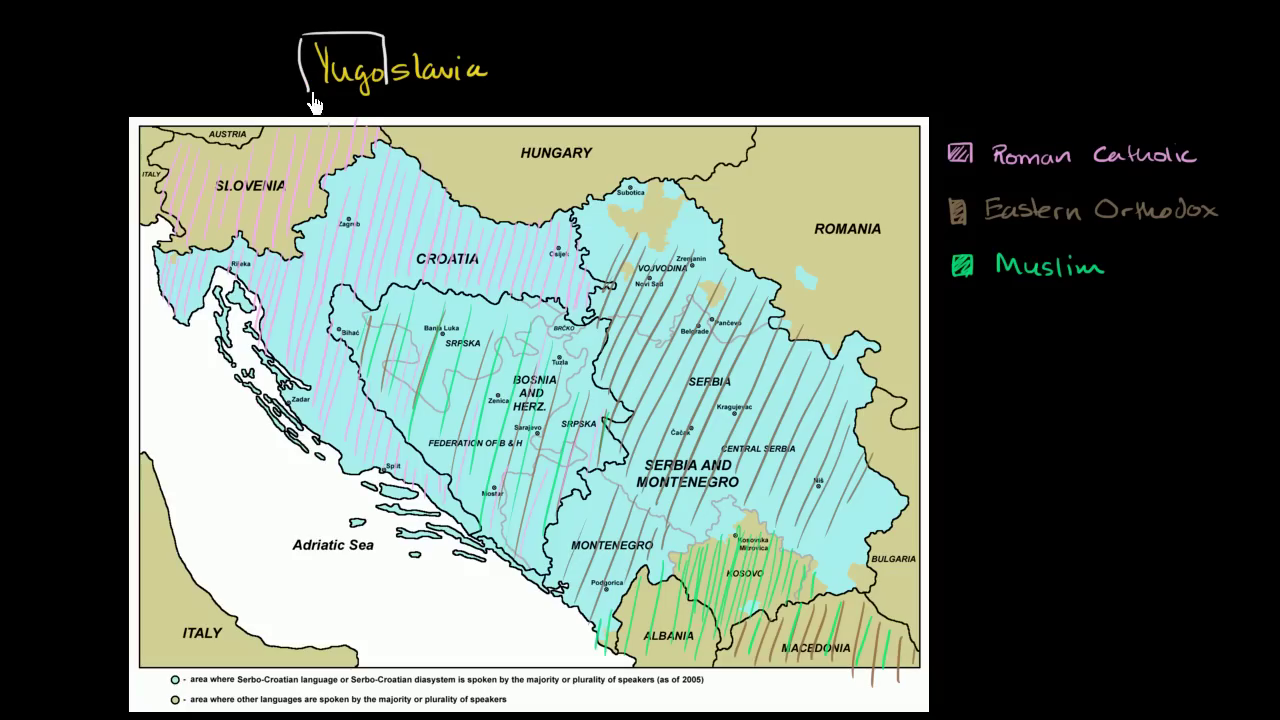 Yugoslavia
Roman Catholic
Eastern Orthodox
Muslim
AUSTRIA
HUNGARY
ITALY
SLOVENIA
Subotica
ROMANIA
Zagreb
CROATIA
Osijek
Rijeka
Zrenjanin
VOJVODINA
Novi Sad
Bihać
Banja Luka
SRPSKA
BRČKO
Pančevo
Belgrade
Tuzla
BOSNIA
AND
HERZ.
SERBIA
Zenica
Zadar
Kragujevac
Sarajevo
SRPSKA
Čačak
FEDERATION OF B & H
CENTRAL SERBIA
SERBIA AND
MONTENEGRO
Split
Niš
Mostar
Adriatic Sea
MONTENEGRO
Kosovska
Mitrovica
BULGARIA
KOSOVO
Podgorica
ITALY
ALBANIA
MACEDONIA
- area where Serbo-Croatian language or Serbo-Croatian diasystem is spoken by the majority or plurality of speakers (as of 2005)
- area where other languages are spoken by the majority or plurality of speakers